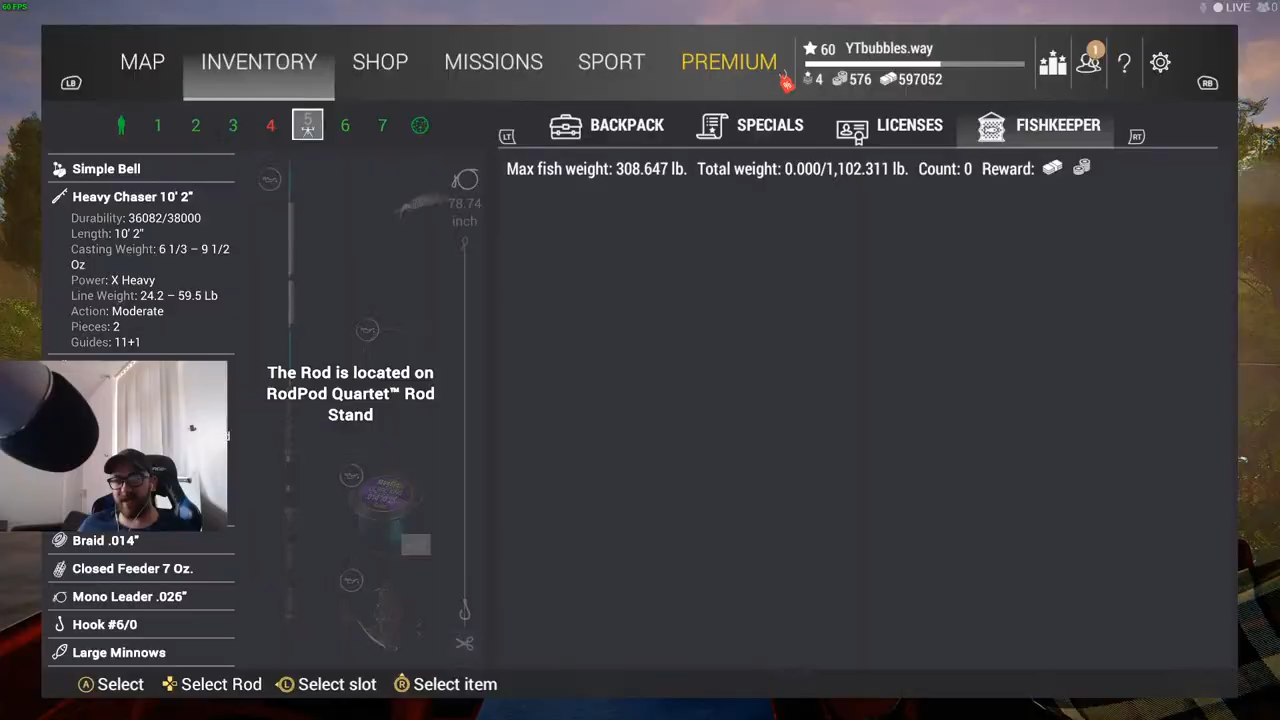 60 FPS
LIVE 0
MAP INVENTORY SHOP MISSIONS SPORT PREMIUM
60 YTbubbles.way
4 576 597052
1
?
LB
RB
1 2 3 4 5 6 7
LT BACKPACK SPECIALS LICENSES FISHKEEPER RT
Max fish weight: 308.647 lb. Total weight: 0.000/1,102.311 lb. Count: 0 Reward:
Simple Bell
Heavy Chaser 10' 2"
Durability: 36082/38000
Length: 10' 2"
Casting Weight: 6 1/3 – 9 1/2
Oz
Power: X Heavy
Line Weight: 24.2 – 59.5 Lb
Action: Moderate
Pieces: 2
Guides: 11+1
78.74
inch
The Rod is located on
RodPod Quartet™ Rod
Stand
Braid .014"
Closed Feeder 7 Oz.
Mono Leader .026"
Hook #6/0
Large Minnows
A Select Select Rod L Select slot R Select item